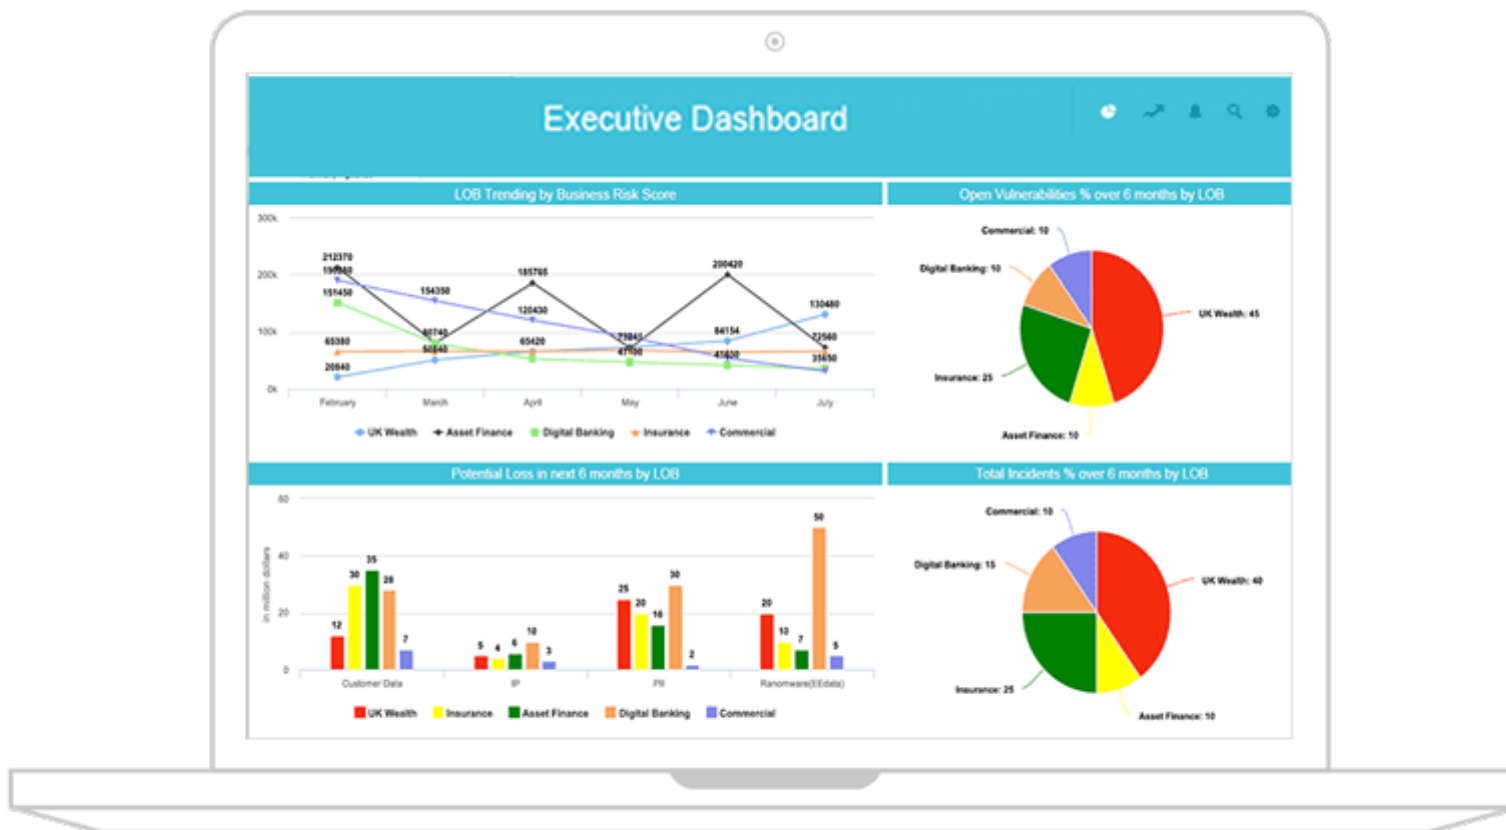 Executive Dashboard
LOB Trending by Business Risk Score
300k
200k
100k
0k
212370
151450
65380
20840
154350
80740
185765
120430
65420
200420
84154
130480
72560
35650
February March April May June July
UK Wealth Asset Finance Digital Banking Insurance Commercial
Open Vulnerabilities % over 6 months by LOB
Commercial: 10
Digital Banking: 10
UK Wealth: 45
Insurance: 25
Asset Finance: 10
Potential Loss in next 6 months by LOB
in million dollars
60
40
20
0
12 30 35 28 7
5 4 6 10 3
25 20 16 30 2
20 10 7 50 5
Customer Data IP PII Ranomware(EEdata)
UK Wealth Insurance Asset Finance Digital Banking Commercial
Total Incidents % over 6 months by LOB
Commercial: 10
Digital Banking: 15
UK Wealth: 40
Insurance: 25
Asset Finance: 10